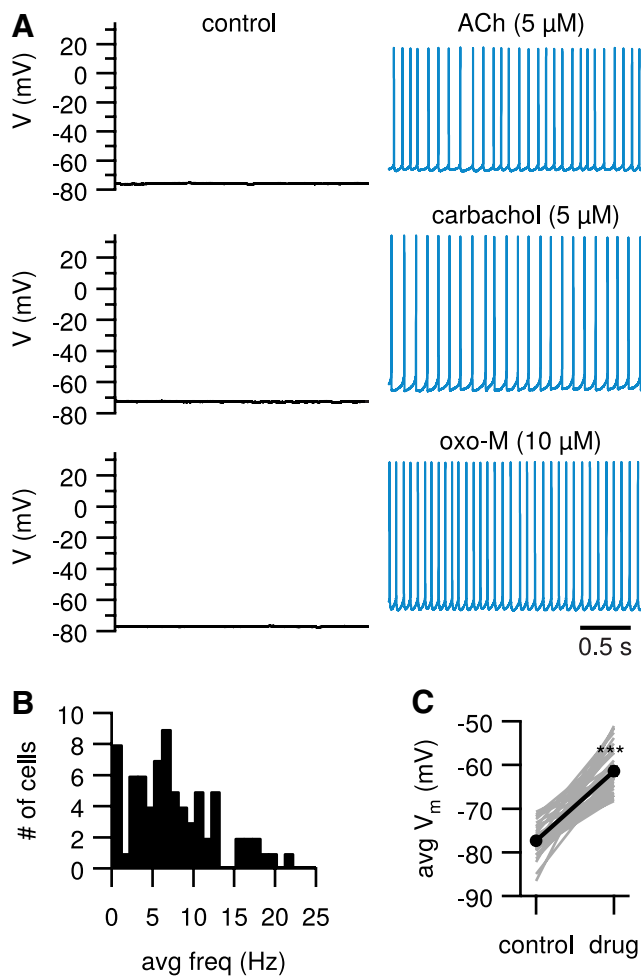 A
control
ACh (5 µM)
V (mV)
20
0
-20
-40
-60
-80
carbachol (5 µM)
V (mV)
20
0
-20
-40
-60
-80
oxo-M (10 µM)
V (mV)
20
0
-20
-40
-60
-80
0.5 s
B
# of cells
10
8
6
4
2
0
0 5 10 15 20 25
avg freq (Hz)
C
avg Vm (mV)
-50
-60
-70
-80
-90
***
control drug